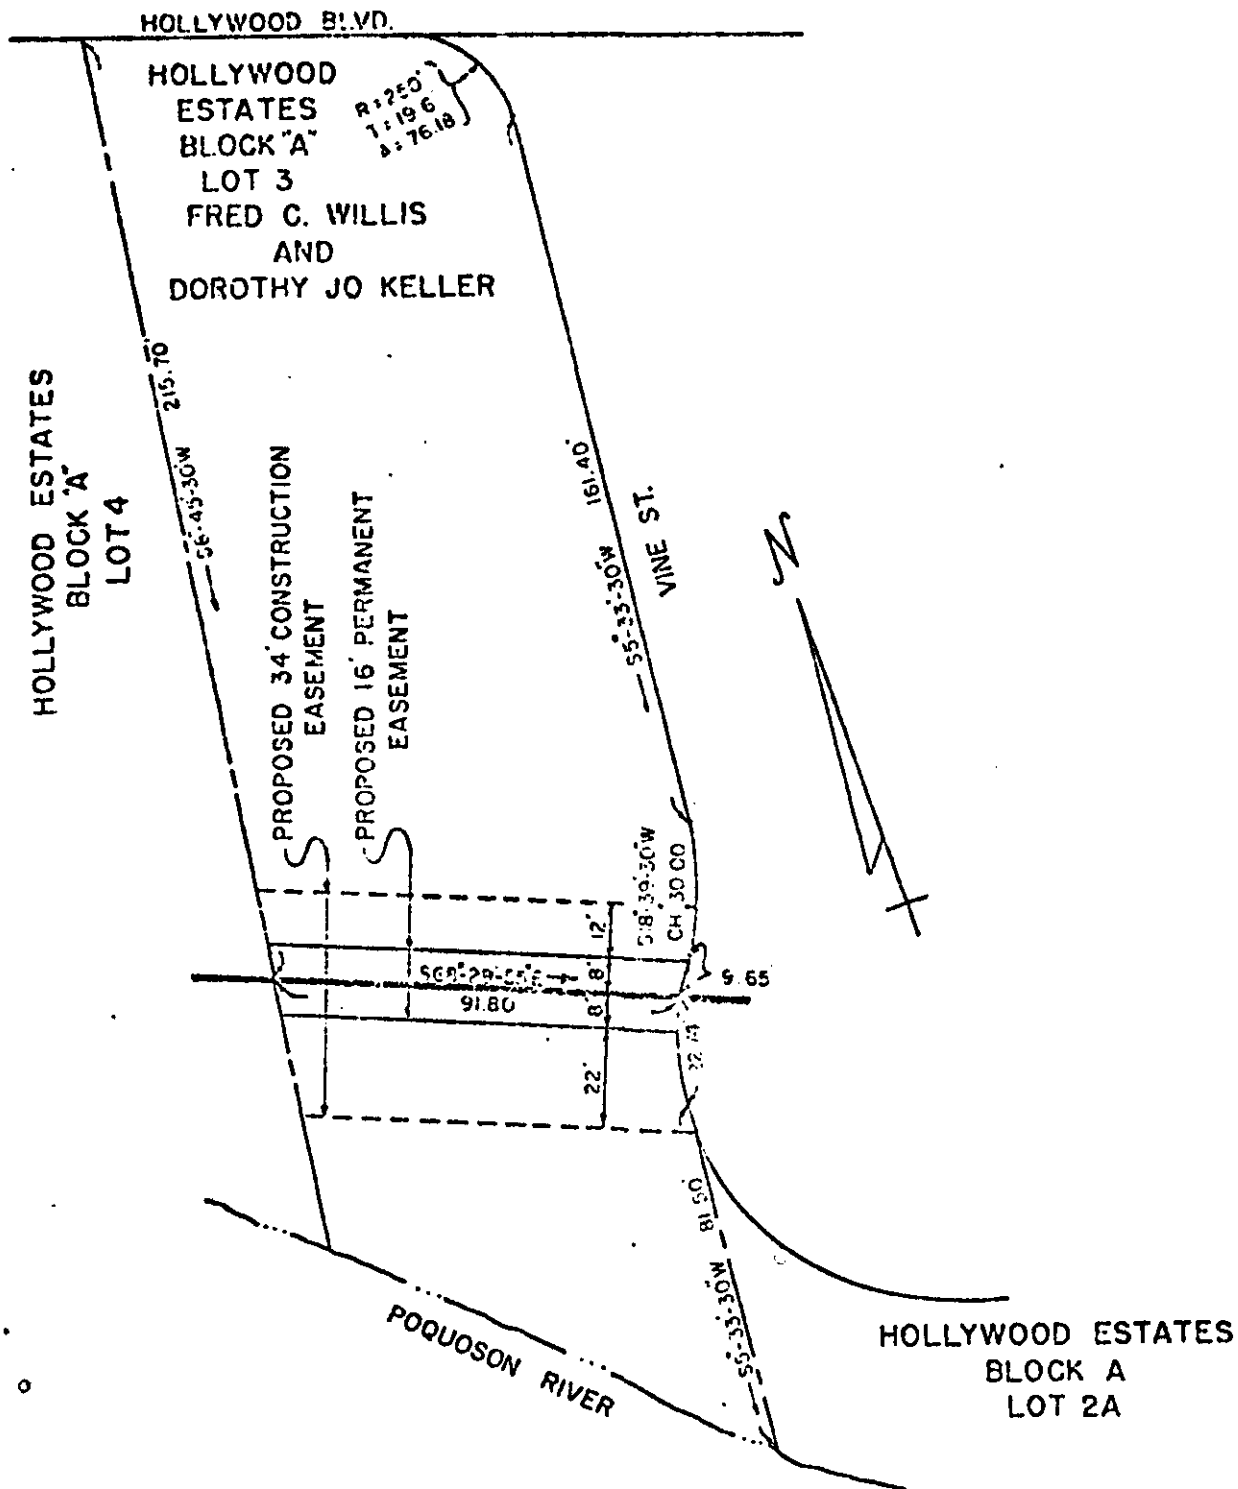 HOLLYWOOD BLVD.
HOLLYWOOD
ESTATES
BLOCK "A"
LOT 3
FRED C. WILLIS
AND
DOROTHY JO KELLER
R: 250'
T: 19.6
Δ: 76.18
HOLLYWOOD ESTATES
BLOCK "A"
LOT 4
S6°-45'-30"W 215.70'
PROPOSED 34' CONSTRUCTION
EASEMENT
PROPOSED 16' PERMANENT
EASEMENT
S5°-33'-30"W 161.40'
VINE ST.
N
S18°-39'-30"W
CH 30.00
12'
8'
8'
22'
91.80
9.65
S5°-33'-30"W 81.50'
POQUOSON RIVER
HOLLYWOOD ESTATES
BLOCK A
LOT 2A